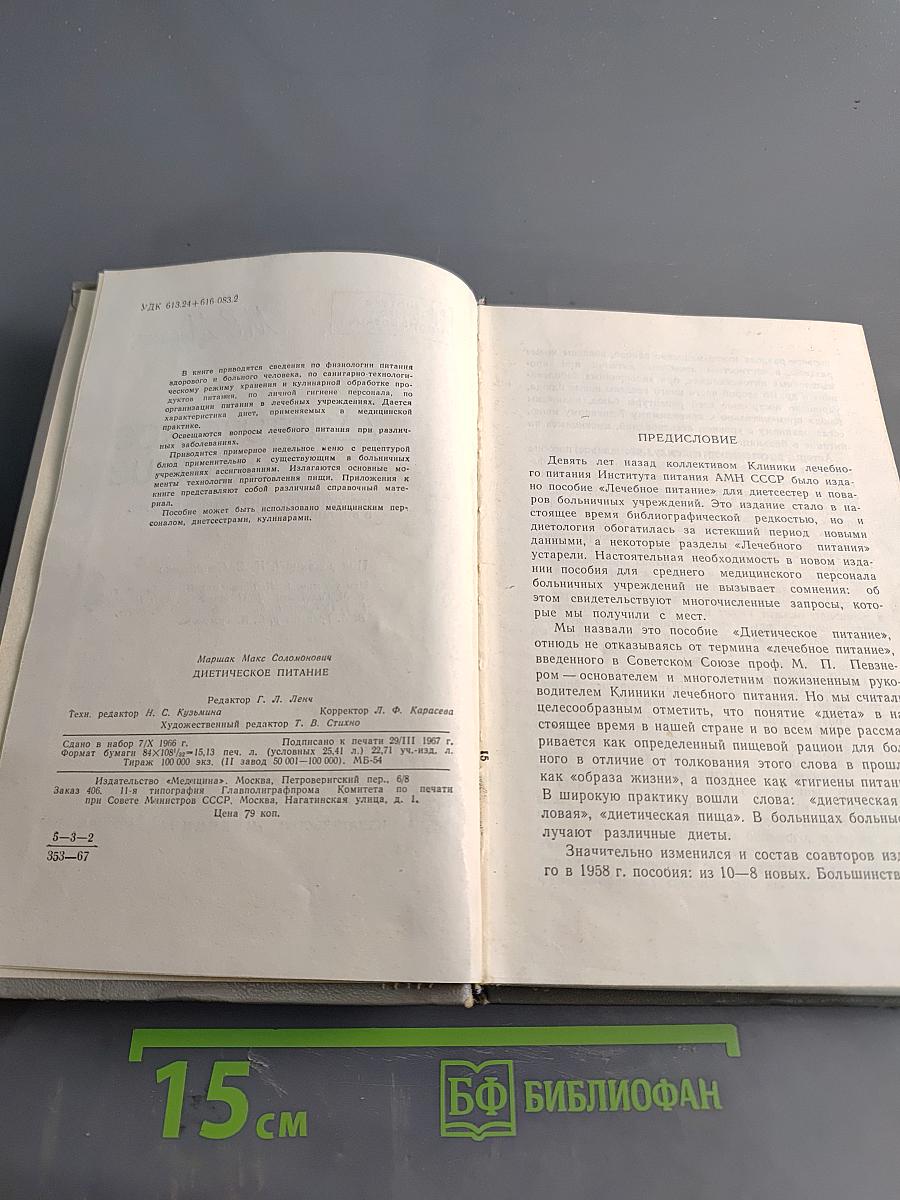 УДК 613.24+616-083.2
В книге приводятся сведения по физиологии питания
здорового и больного человека, по санитарно-технологи-
ческому режиму хранения и кулинарной обработке про-
дуктов питания, по личной гигиене персонала, по
организации питания в лечебных учреждениях. Дается
характеристика диет, применяемых в медицинской
практике.
Освещаются вопросы лечебного питания при различ-
ных заболеваниях.
Приводится примерное недельное меню с рецептурой
блюд применительно к существующим в больничных
учреждениях ассигнованиям. Излагаются основные мо-
менты технологии приготовления пищи. Приложения к
книге представляют собой различный справочный мате-
риал.
Пособие может быть использовано медицинским пер-
соналом, диетсестрами, кулинарами.
Маршак Макс Соломонович
ДИЕТИЧЕСКОЕ ПИТАНИЕ
Редактор Г. Л. Ленч
Техн. редактор Н. С. Кузьмина Корректор Л. Ф. Карасева
Художественный редактор Т. В. Стихно
Сдано в набор 7/X 1966 г. Подписано к печати 29/III 1967 г.
Формат бумаги 84×108¹/₃₂=15,13 печ. л. (условных 25,41 л.) 22,71 уч.-изд. л.
Тираж 100 000 экз. (II завод 50 001—100 000). МБ-54
Издательство «Медицина». Москва, Петроверигский пер., 6/8
Заказ 406. 11-я типография Главполиграфпрома Комитета по печати
при Совете Министров СССР. Москва, Нагатинская улица, д. 1.
Цена 79 коп.
5—3—2
353—67
ПРЕДИСЛОВИЕ
Девять лет назад коллективом Клиники лечебно-
го питания Института питания АМН СССР было изда-
но пособие «Лечебное питание» для диетсестер и пова-
ров больничных учреждений. Это издание стало в на-
стоящее время библиографической редкостью, но и
диетология обогатилась за истекший период новыми
данными, а некоторые разделы «Лечебного питания»
устарели. Настоятельная необходимость в новом изда-
нии пособия для среднего медицинского персонала
больничных учреждений не вызывает сомнения: об
этом свидетельствуют многочисленные запросы, кото-
рые мы получили с мест.
Мы назвали это пособие «Диетическое питание»,
отнюдь не отказываясь от термина «лечебное питание»,
введенного в Советском Союзе проф. М. П. Певзне-
ром — основателем и многолетним пожизненным руко-
водителем Клиники лечебного питания. Но мы считал
целесообразным отметить, что понятие «диета» в на
стоящее время в нашей стране и во всем мире рассма
ривается как определенный пищевой рацион для бол
ного в отличие от толкования этого слова в прошл
как «образа жизни», а позднее как «гигиены питан
В широкую практику вошли слова: «диетическая
ловая», «диетическая пища». В больницах больные
лучают различные диеты.
Значительно изменился и состав соавторов изд
го в 1958 г. пособия: из 10—8 новых. Большинств
15 см
БФ БИБЛИОФАН